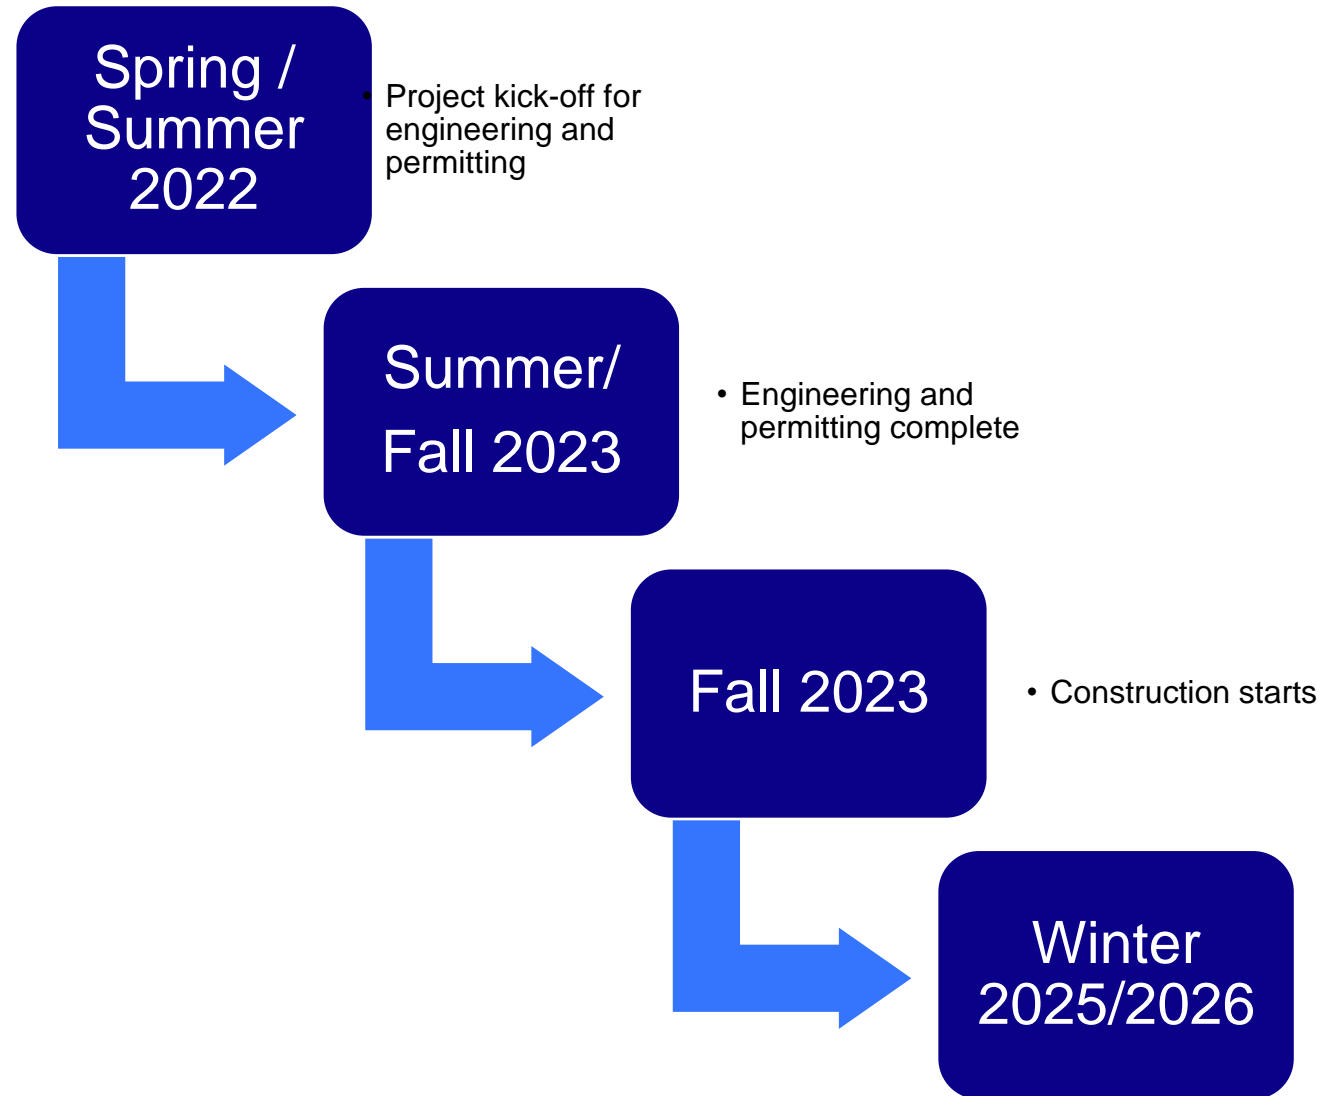 Spring /
Summer
2022
• Project kick-off for
engineering and
permitting
Summer/
Fall 2023
• Engineering and
permitting complete
Fall 2023
• Construction starts
Winter
2025/2026